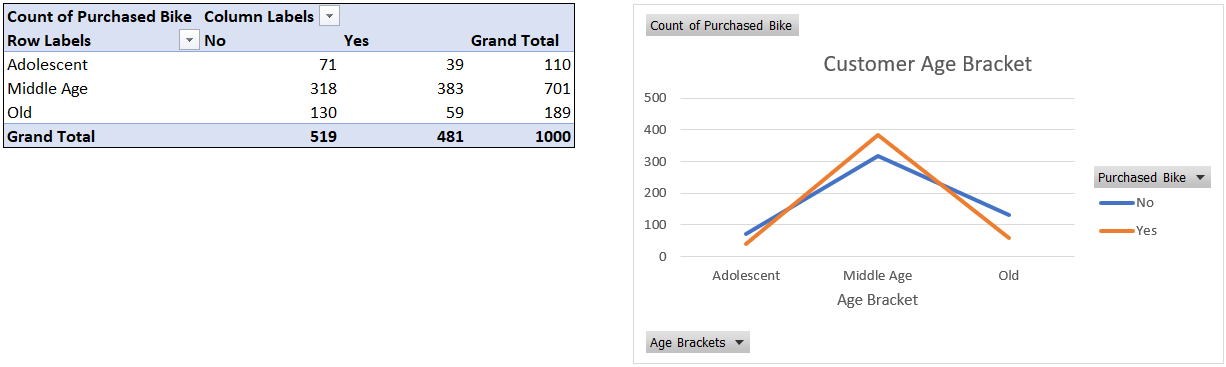 Count of Purchased Bike Column Labels
Row Labels No Yes Grand Total
Adolescent 71 39 110
Middle Age 318 383 701
Old 130 59 189
Grand Total 519 481 1000
Count of Purchased Bike
Customer Age Bracket
500
400
300
200
100
0
Adolescent Middle Age Old
Age Bracket
Purchased Bike
No
Yes
Age Brackets